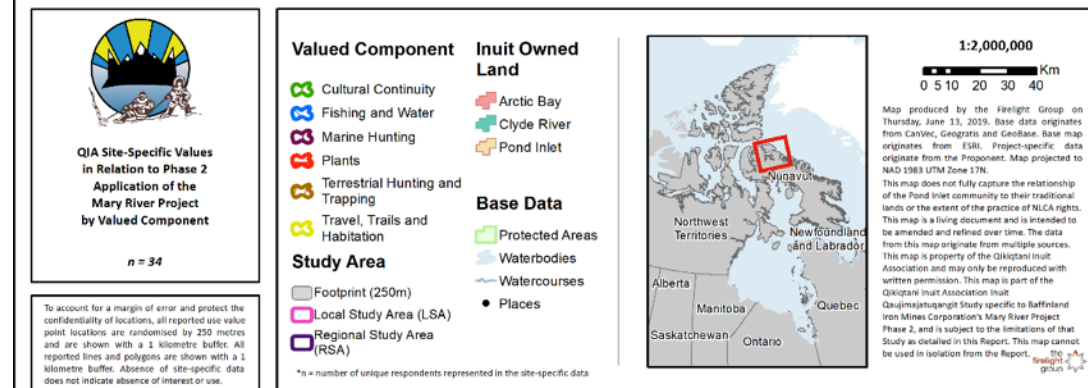 QIA Site-Specific Values
in Relation to Phase 2
Application of the
Mary River Project
by Valued Component
n = 34
To account for a margin of error and protect the
confidentiality of locations, all reported use value
point locations are randomised by 250 metres
and are shown with a 1 kilometre buffer. All
reported lines and polygons are shown with a 1
kilometre buffer. Absence of site-specific data
does not indicate absence of interest or use.
Valued Component
Cultural Continuity
Fishing and Water
Marine Hunting
Plants
Terrestrial Hunting and
Trapping
Travel, Trails and
Habitation
Study Area
Footprint (250m)
Local Study Area (LSA)
Regional Study Area
(RSA)
*n = number of unique respondents represented in the site-specific data
Inuit Owned
Land
Arctic Bay
Clyde River
Pond Inlet
Base Data
Protected Areas
Waterbodies
Watercourses
Places
Nunavut
Northwest
Territories
Newfoundland
and Labrador
Alberta
Manitoba
Quebec
Saskatchewan
Ontario
1:2,000,000
Km
0 5 10 20 30 40
Map produced by the Firelight Group on
Thursday, June 13, 2019. Base data originates
from CanVec, Geogratis and GeoBase. Base map
originates from ESRI. Project-specific data
originate from the Proponent. Map projected to
NAD 1983 UTM Zone 17N.
This map does not fully capture the relationship
of the Pond Inlet community to their traditional
lands or the extent of the practice of NLCA rights.
This map is a living document and is intended to
be amended and refined over time. The data
from this map originate from multiple sources.
This map is property of the Qikiqtani Inuit
Association and may only be reproduced with
written permission. This map is part of the
Qikiqtani Inuit Association Inuit
Qaujimajatuqangit Study specific to Baffinland
Iron Mines Corporation's Mary River Project
Phase 2, and is subject to the limitations of that
Study as detailed in this Report. This map cannot
be used in isolation from the Report.
the
firelight
group